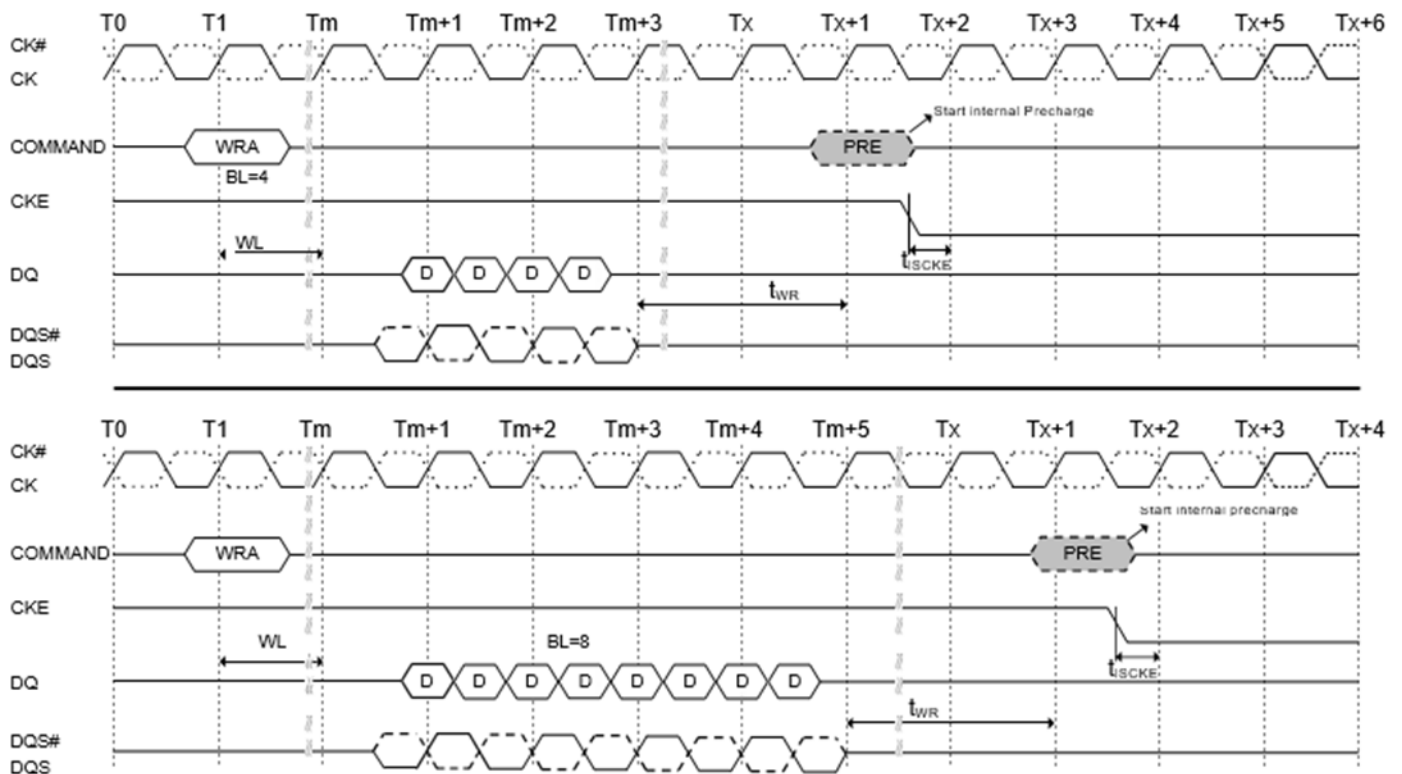 T0 T1 Tm Tm+1 Tm+2 Tm+3 Tx Tx+1 Tx+2 Tx+3 Tx+4 Tx+5 Tx+6
CK#
CK
Start internal Precharge
COMMAND WRA PRE
BL=4
CKE
WL
tISCKE
DQ D D D D
tWR
DQS#
DQS
T0 T1 Tm Tm+1 Tm+2 Tm+3 Tm+4 Tm+5 Tx Tx+1 Tx+2 Tx+3 Tx+4
CK#
CK
Start internal precharge
COMMAND WRA PRE
CKE
WL BL=8
tISCKE
DQ D D D D D D D D
tWR
DQS#
DQS